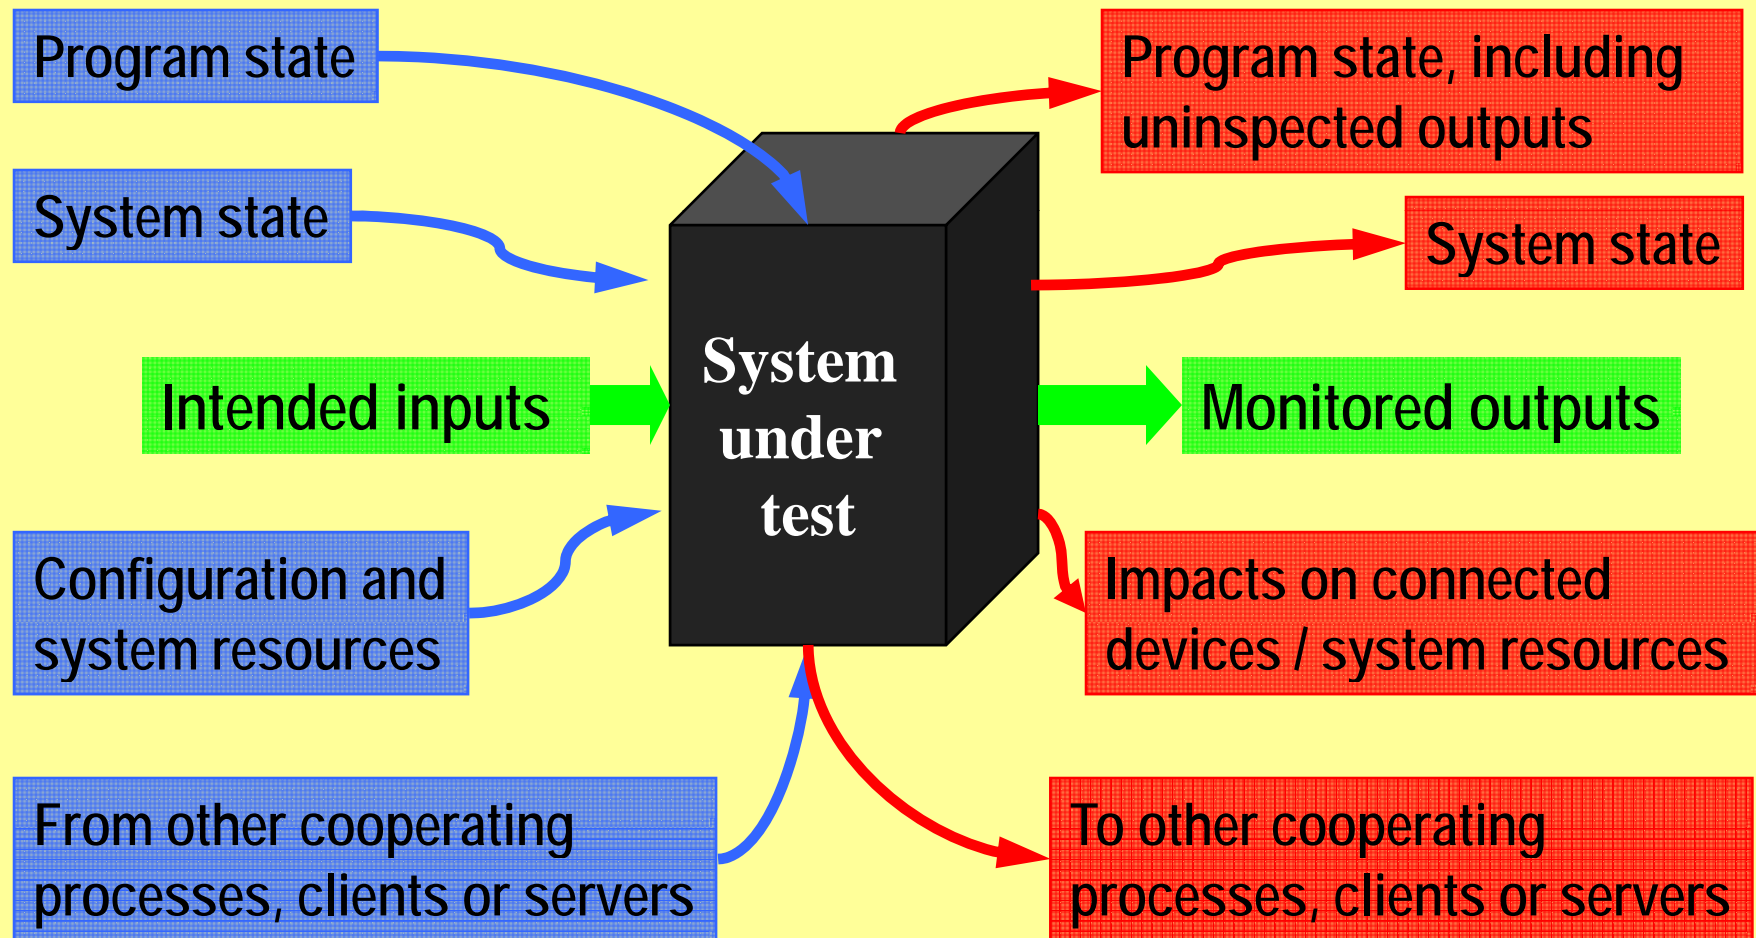 Program state
Program state, including
uninspected outputs
System state
System state
Intended inputs
System
under
test
Monitored outputs
Configuration and
system resources
Impacts on connected
devices / system resources
From other cooperating
processes, clients or servers
To other cooperating
processes, clients or servers